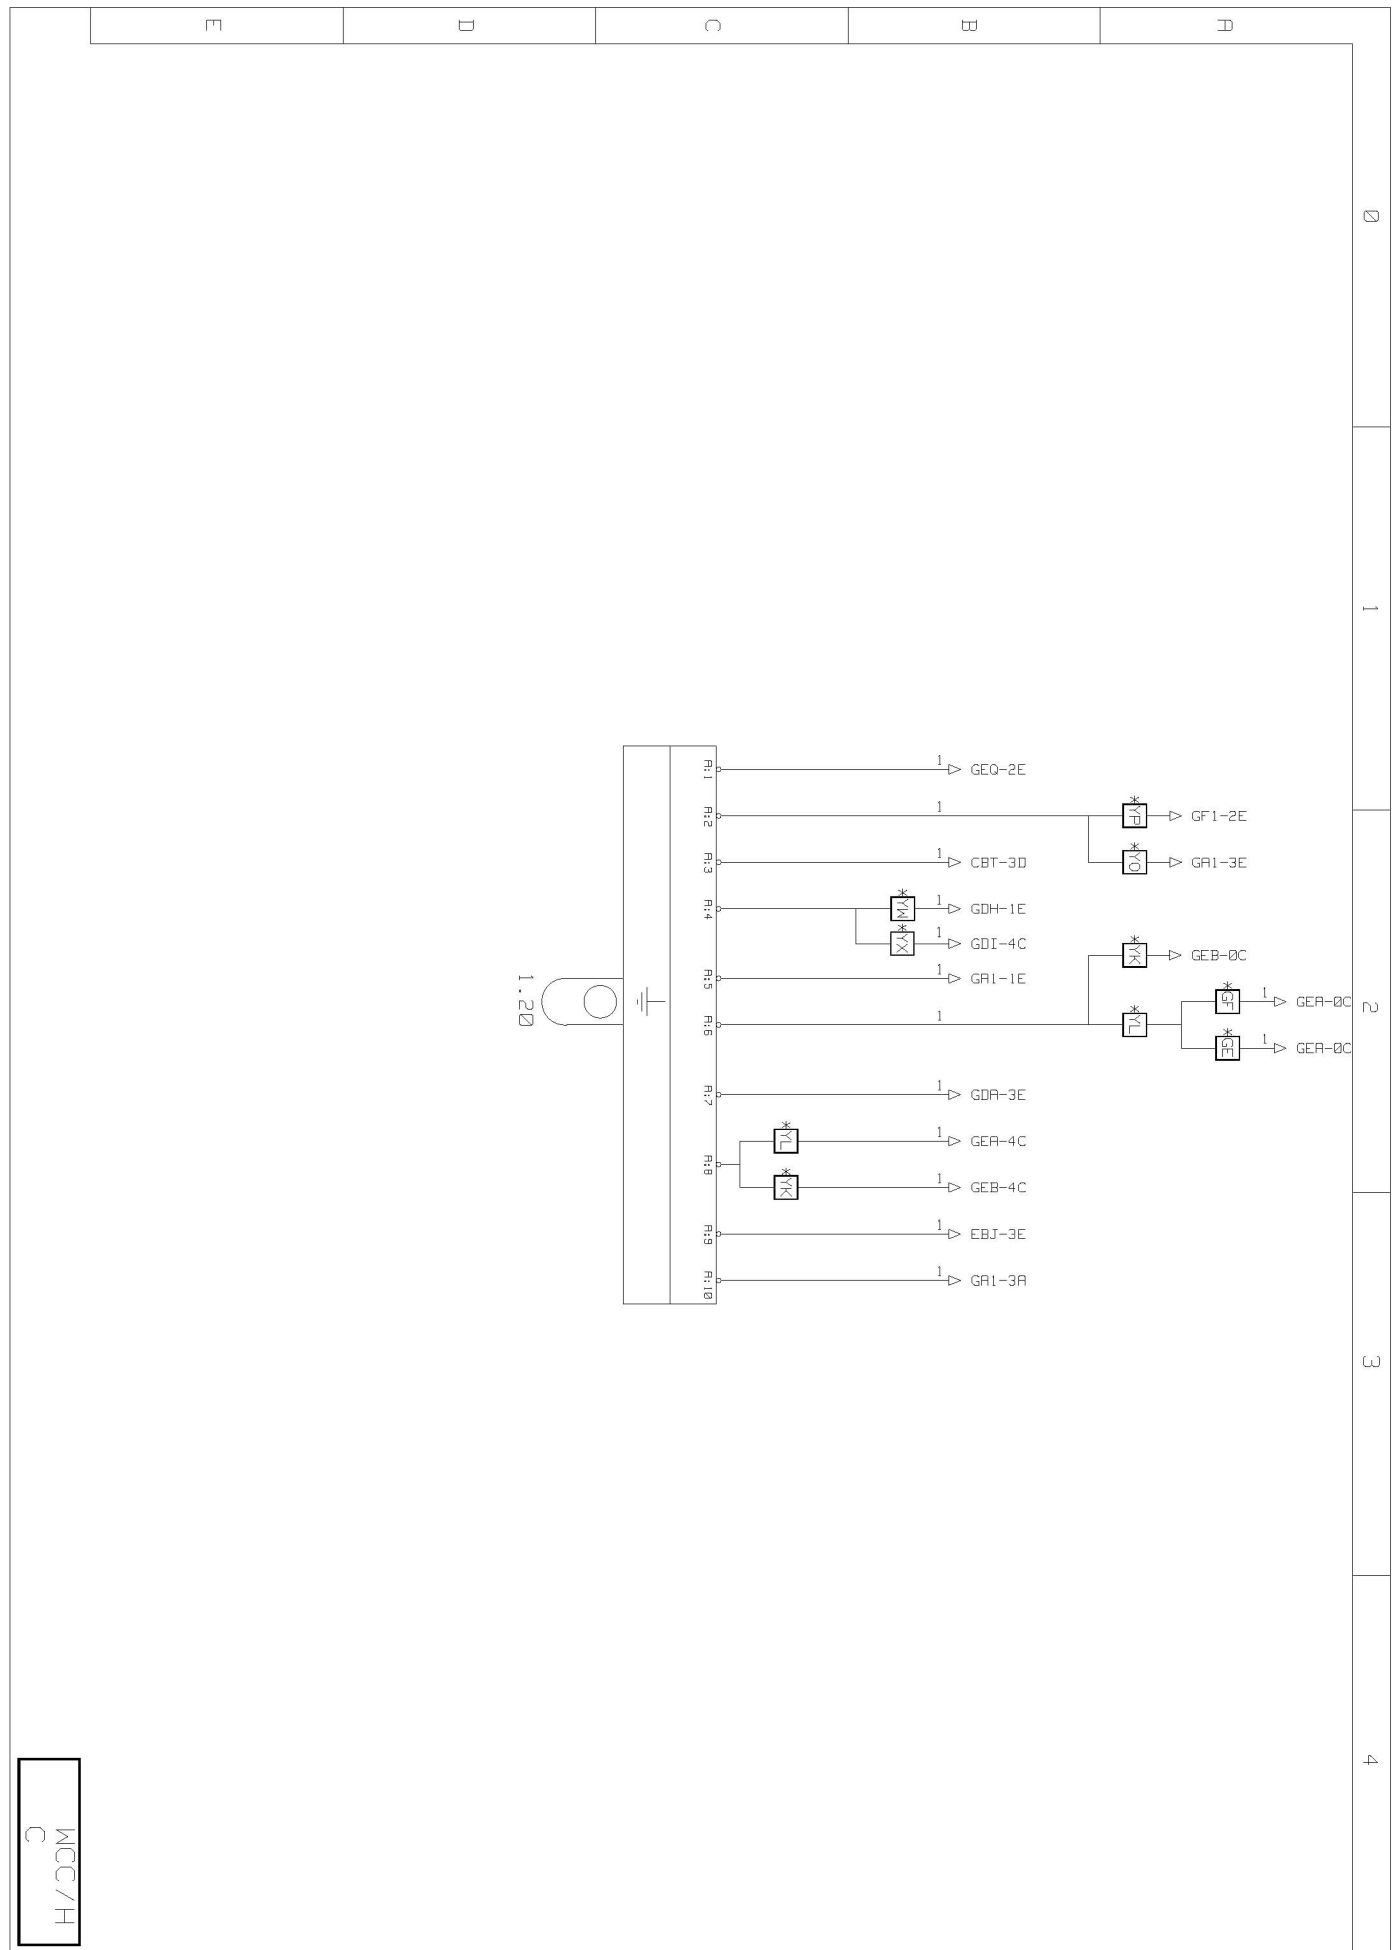 E D C B A
0
1
2
3
4
A:1 1 GEQ-2E
A:2 1 *YP GF1-2E
*YO GA1-3E
A:3 1 CBT-3D
A:4 *YW 1 GDH-1E
*YX 1 GDI-4C
A:5 1 GA1-1E
*YK GEB-0C
A:6 1 *YL *GF 1 GEA-0C
*GE 1 GEA-0C
A:7 1 GDA-3E
A:8 *YL 1 GEA-4C
*YK 1 GEB-4C
A:9 1 EBJ-3E
A:10 1 GA1-3A
1.20
WCC/H
C